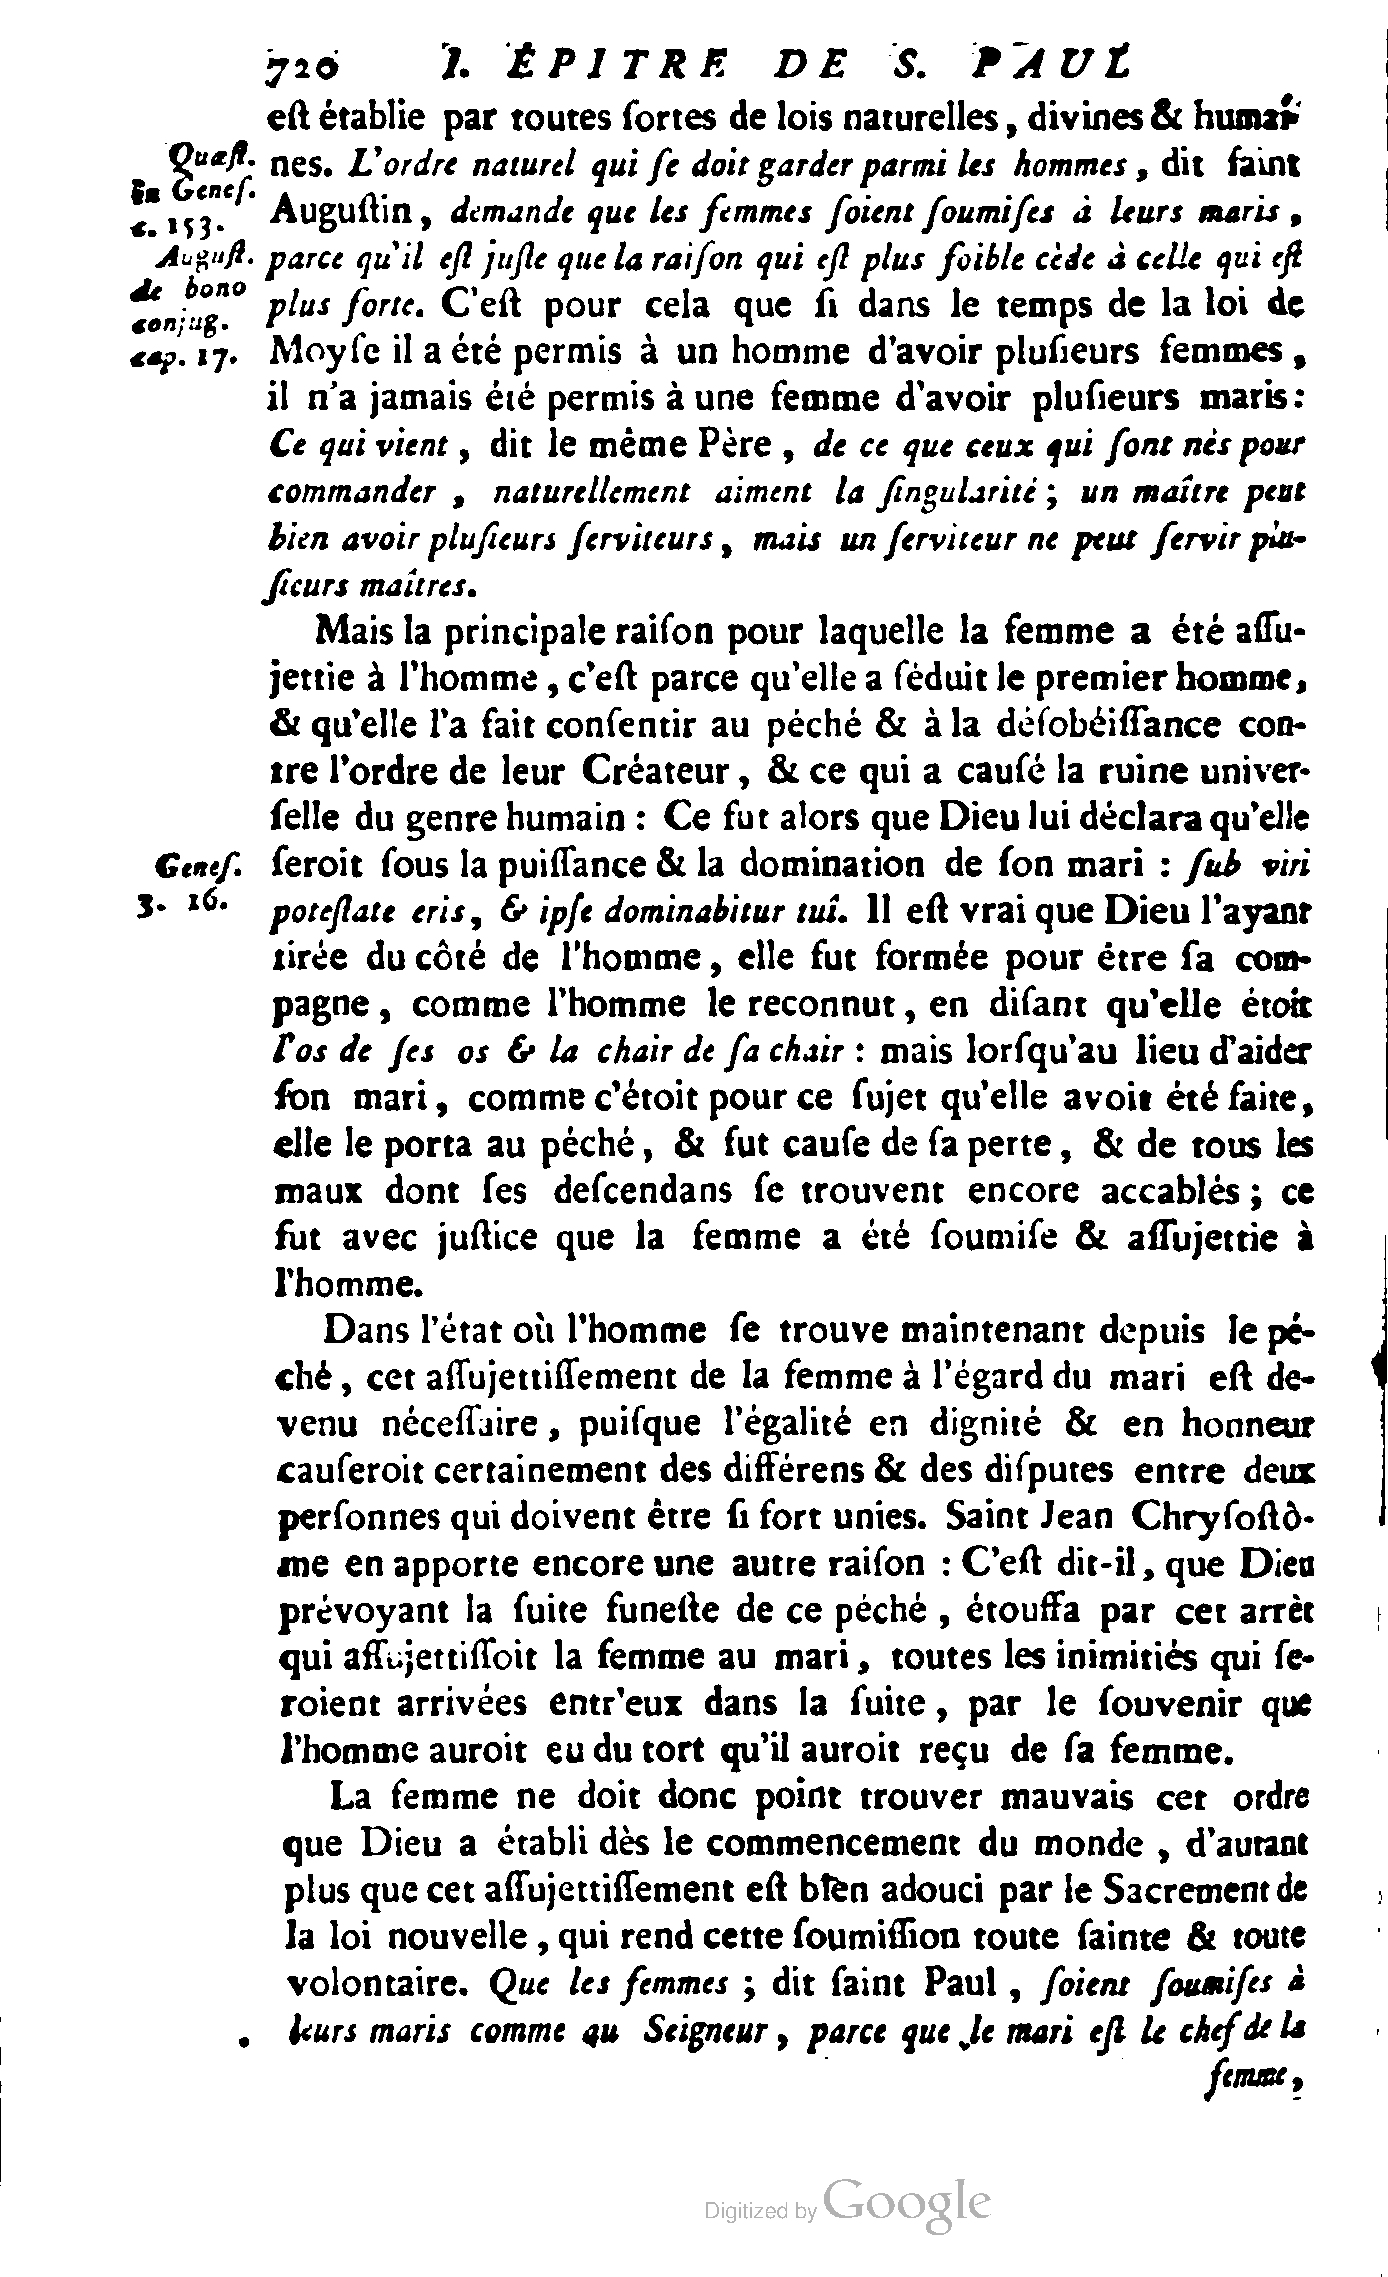 720 I. ÉPITRE DE S. PAUL
eſt établie par toutes ſortes de lois naturelles, divines & humai-
Quæſt. nes. L'ordre naturel qui ſe doit garder parmi les hommes, dit ſaint
in Geneſ.
c. 153. Auguſtin, demande que les femmes ſoient ſoumiſes à leurs maris,
Auguſt. parce qu'il eſt juſte que la raiſon qui eſt plus foible cède à celle qui eſt
de bono
conjug. plus forte. C'eſt pour cela que ſi dans le temps de la loi de
cap. 17. Moyſe il a été permis à un homme d'avoir pluſieurs femmes,
il n'a jamais été permis à une femme d'avoir pluſieurs maris:
Ce qui vient, dit le même Père, de ce que ceux qui ſont nés pour
commander, naturellement aiment la ſingularité; un maître peut
bien avoir pluſieurs ſerviteurs, mais un ſerviteur ne peut ſervir plu-
ſieurs maîtres.
Mais la principale raiſon pour laquelle la femme a été aſſu-
jettie à l'homme, c'eſt parce qu'elle a ſéduit le premier homme,
& qu'elle l'a fait conſentir au péché & à la déſobéiſſance con-
tre l'ordre de leur Créateur, & ce qui a cauſé la ruine univer-
ſelle du genre humain : Ce fut alors que Dieu lui déclara qu'elle
Geneſ. ſeroit ſous la puiſſance & la domination de ſon mari : ſub viri
3. 16. poteſtate eris, & ipſe dominabitur tuî. Il eſt vrai que Dieu l'ayant
tirée du côté de l'homme, elle fut formée pour être ſa com-
pagne, comme l'homme le reconnut, en diſant qu'elle étoit
l'os de ſes os & la chair de ſa chair : mais lorſqu'au lieu d'aider
ſon mari, comme c'étoit pour ce ſujet qu'elle avoit été faite,
elle le porta au péché, & fut cauſe de ſa perte, & de tous les
maux dont ſes deſcendans ſe trouvent encore accablés; ce
fut avec juſtice que la femme a été ſoumiſe & aſſujettie à
l'homme.
Dans l'état où l'homme ſe trouve maintenant depuis le pé-
ché, cet aſſujettiſſement de la femme à l'égard du mari eſt de-
venu néceſſaire, puiſque l'égalité en dignité & en honneur
cauſeroit certainement des différens & des diſputes entre deux
perſonnes qui doivent être ſi fort unies. Saint Jean Chryſoſtô-
me en apporte encore une autre raiſon : C'eſt dit-il, que Dieu
prévoyant la ſuite funeſte de ce péché, étouffa par cet arrêt
qui aſſujettiſſoit la femme au mari, toutes les inimitiés qui ſe-
roient arrivées entr'eux dans la ſuite, par le ſouvenir que
l'homme auroit eu du tort qu'il auroit reçu de ſa femme.
La femme ne doit donc point trouver mauvais cet ordre
que Dieu a établi dès le commencement du monde, d'autant
plus que cet aſſujettiſſement eſt bien adouci par le Sacrement de
la loi nouvelle, qui rend cette ſoumiſſion toute ſainte & toute
volontaire. Que les femmes; dit ſaint Paul, ſoient ſoumiſes à
leurs maris comme au Seigneur, parce que le mari eſt le chef de la
femme,
Digitized by Google